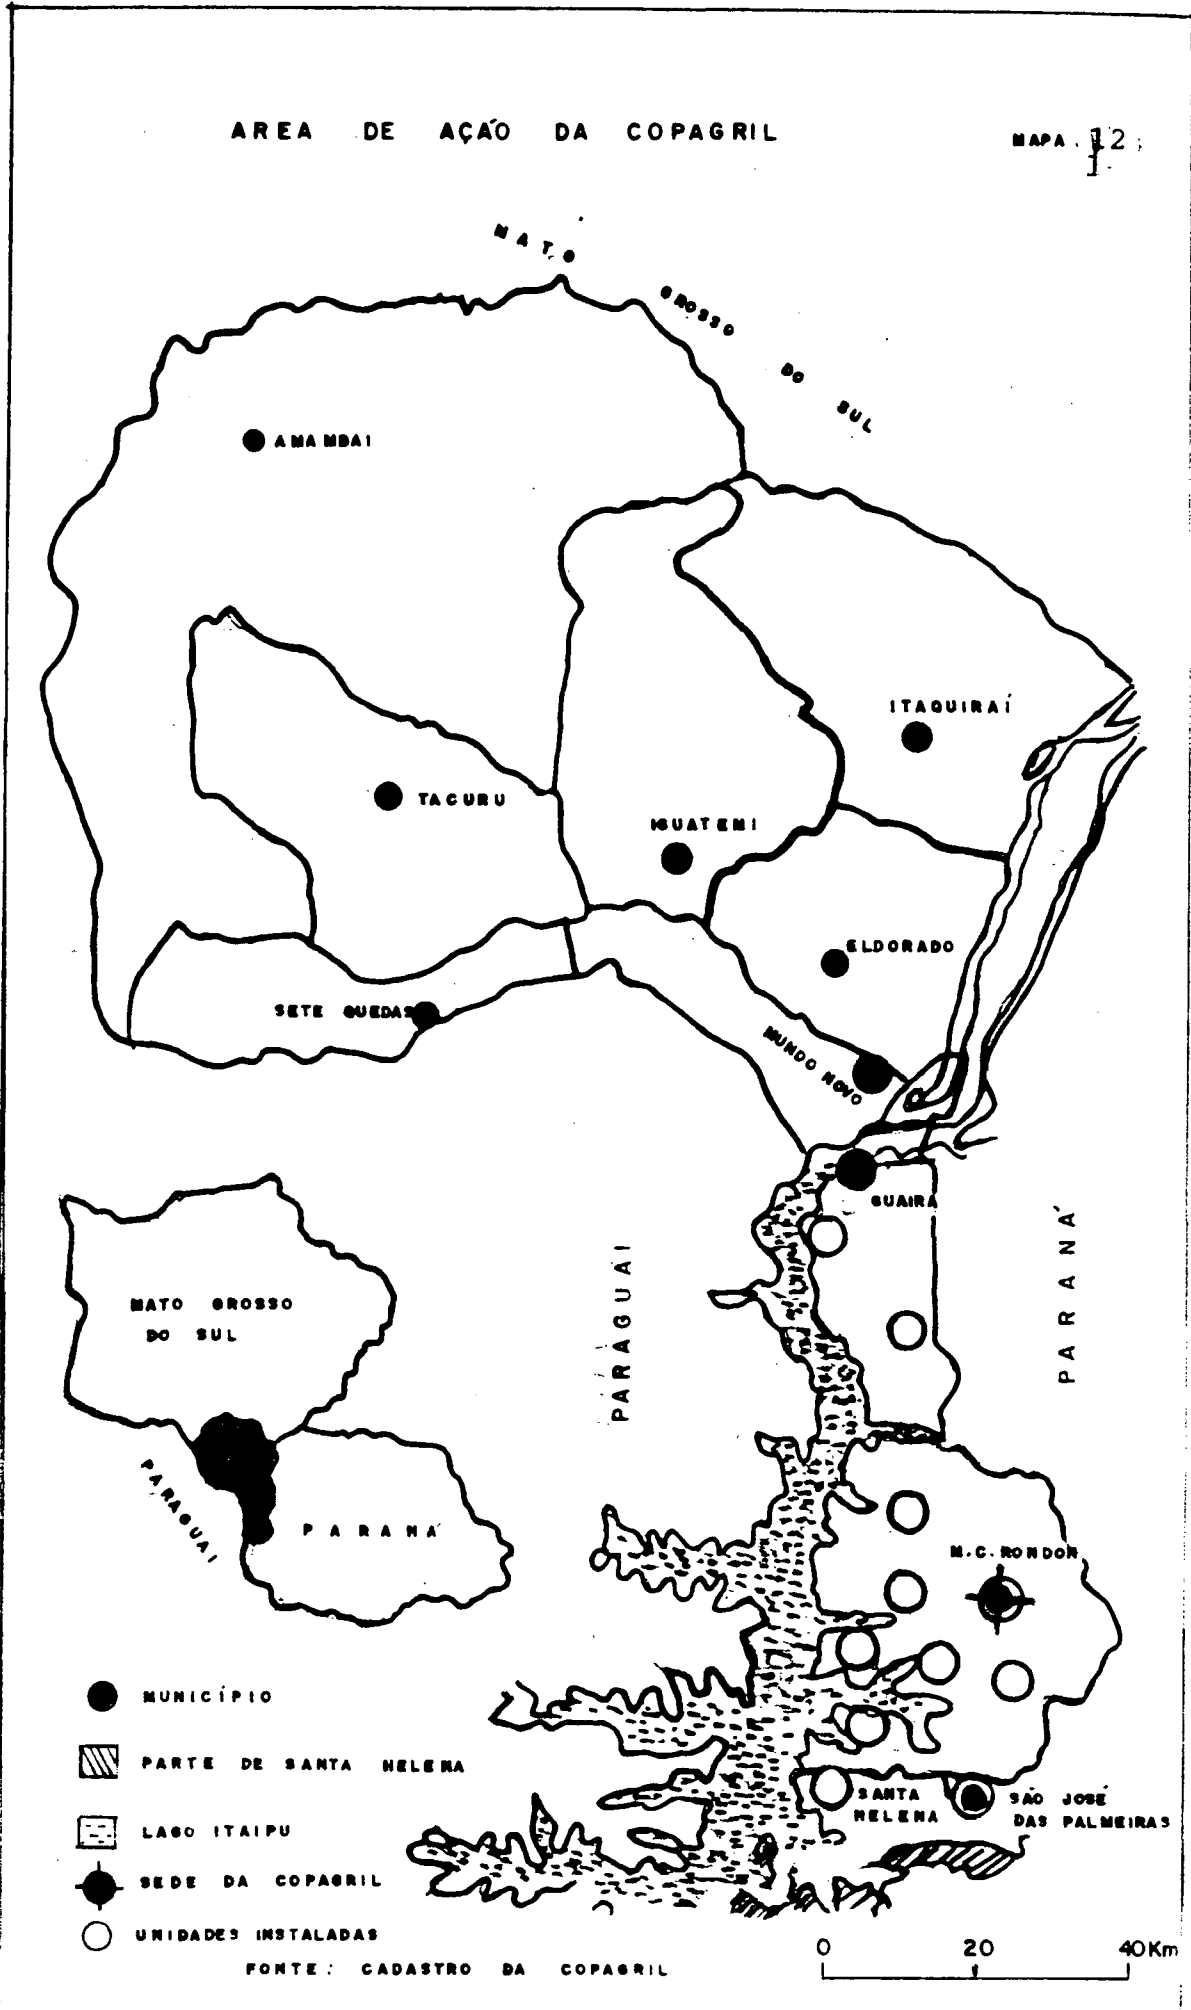 AREA DE AÇÃO DA COPAGRIL
MAPA 12
MATO GROSSO DO SUL
AMAMBAI
ITAQUIRAÍ
TACURU
IGUATEMI
ELDORADO
SETE QUEDAS
MUNDO NOVO
GUAIRA
PARAGUAI
PARANÁ
MATO GROSSO
DO SUL
PARAGUAI
PARANÁ
M.C. RONDON
SANTA
HELENA
SÃO JOSÉ
DAS PALMEIRAS
MUNICÍPIO
PARTE DE SANTA HELENA
LAGO ITAIPU
SEDE DA COPAGRIL
UNIDADES INSTALADAS
FONTE: CADASTRO DA COPAGRIL
0 20 40 Km